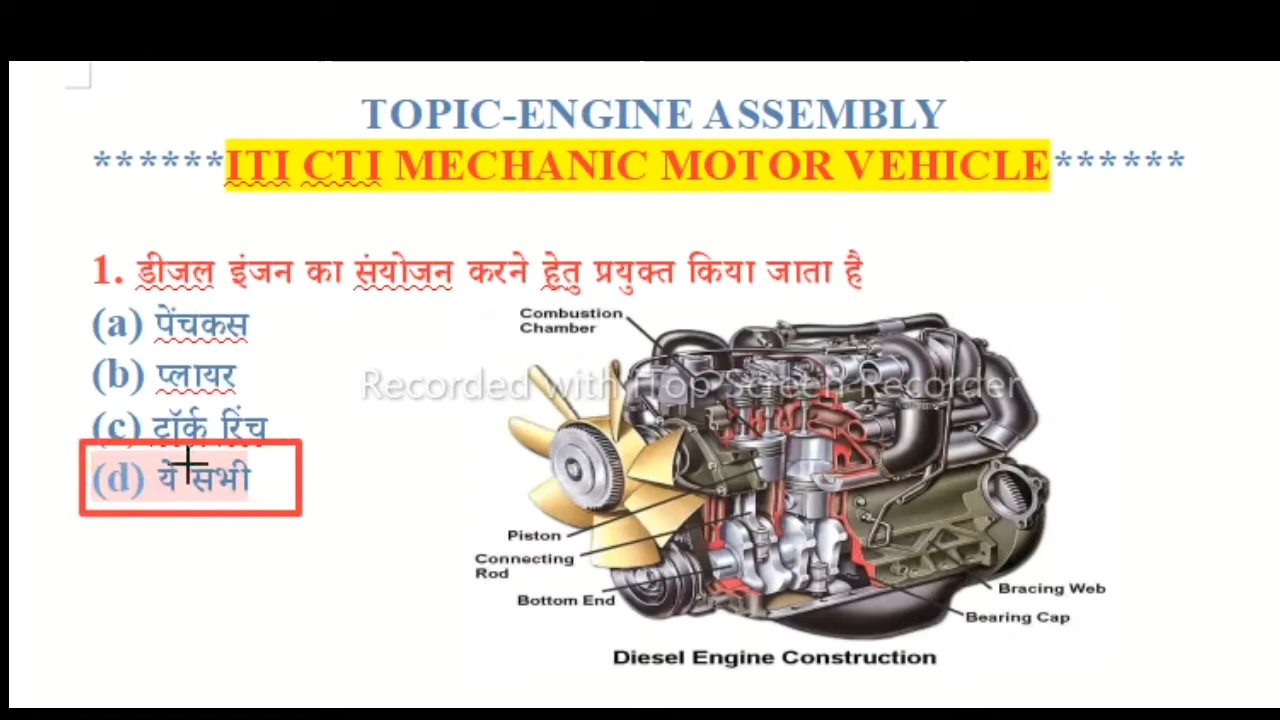 TOPIC-ENGINE ASSEMBLY
******ITI CTI MECHANIC MOTOR VEHICLE******
1. डीजल इंजन का संयोजन करने हेतु प्रयुक्त किया जाता है
(a) पेंचकस
(b) प्लायर
(c) टॉर्क रिंच
(d) ये सभी
Combustion
Chamber
Recorded with iTop Screen Recorder
Piston
Connecting
Rod
Bottom End
Bracing Web
Bearing Cap
Diesel Engine Construction